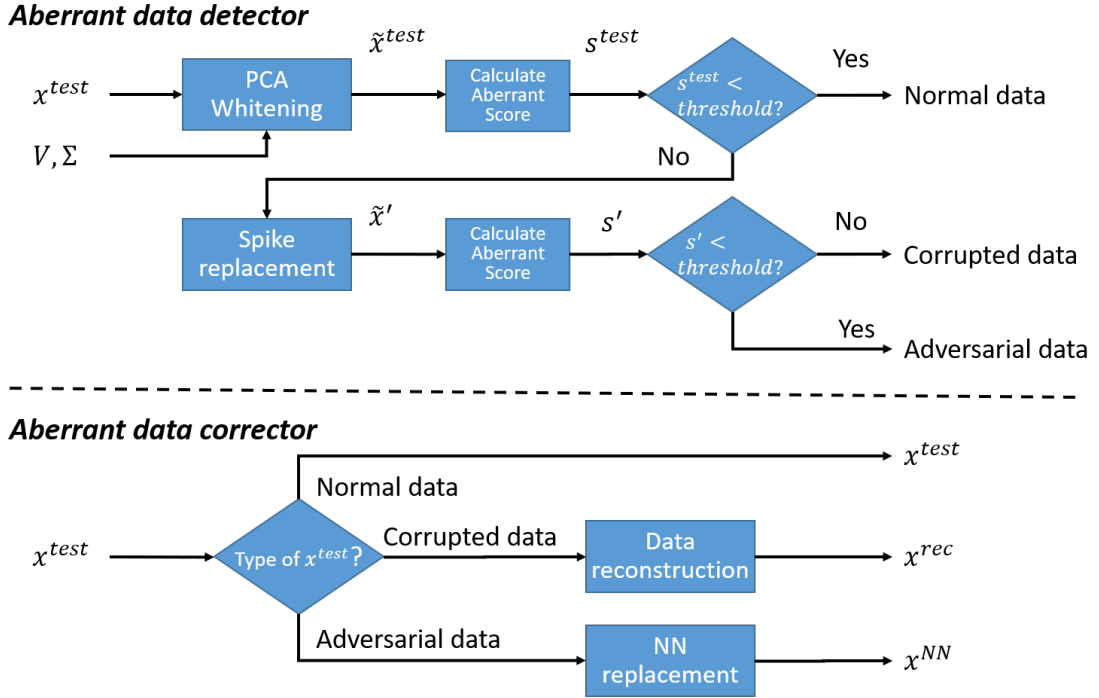 Aberrant data detector
x^test
V, Σ
PCA
Whitening
x̃^test
Calculate
Aberrant
Score
s^test
s^test <
threshold?
Yes
Normal data
No
Spike
replacement
x̃′
Calculate
Aberrant
Score
s′
s′ <
threshold?
No
Corrupted data
Yes
Adversarial data
Aberrant data corrector
x^test
Type of x^test?
Normal data
x^test
Corrupted data
Data
reconstruction
x^rec
Adversarial data
NN
replacement
x^NN